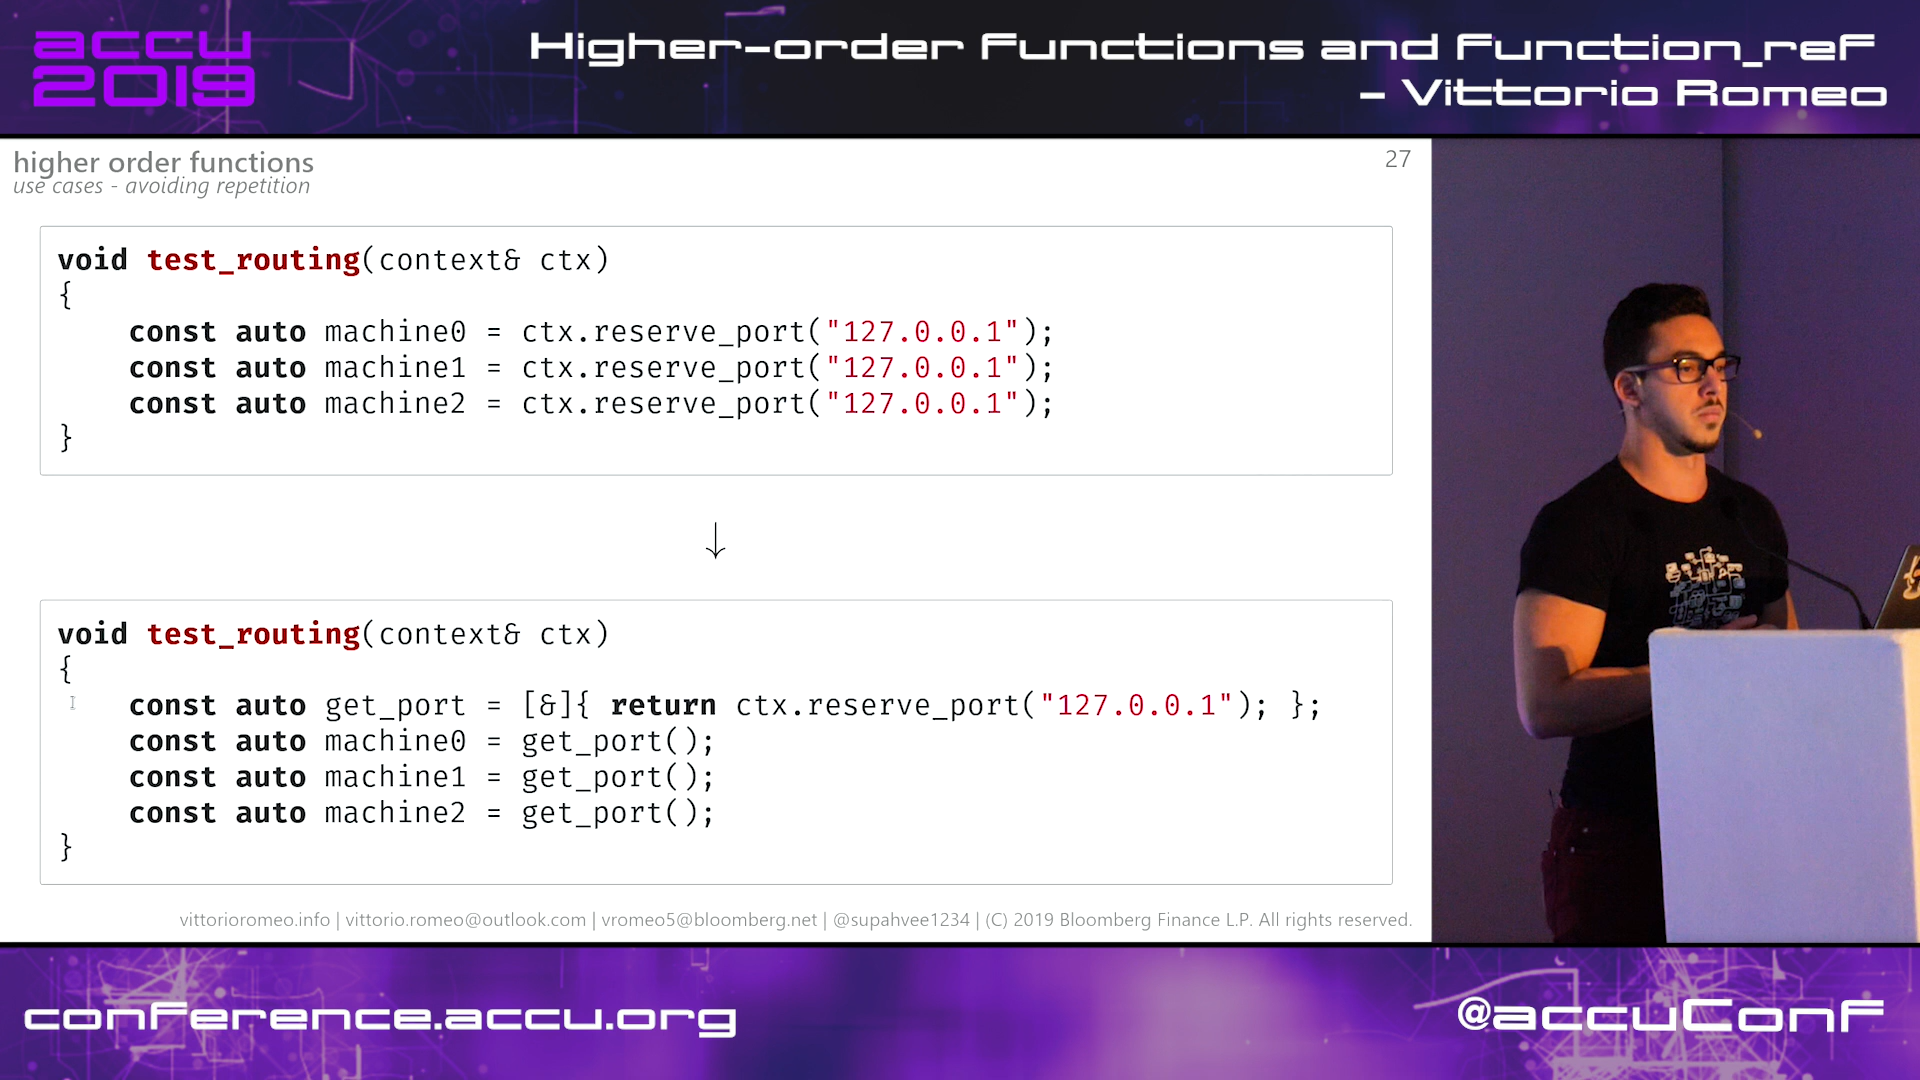 accu
2019
Higher-order Functions and Function_ref
- Vittorio Romeo
higher order functions
use cases - avoiding repetition
27
void test_routing(context& ctx)
{
    const auto machine0 = ctx.reserve_port("127.0.0.1");
    const auto machine1 = ctx.reserve_port("127.0.0.1");
    const auto machine2 = ctx.reserve_port("127.0.0.1");
}
↓
void test_routing(context& ctx)
{
    const auto get_port = [&]{ return ctx.reserve_port("127.0.0.1"); };
    const auto machine0 = get_port();
    const auto machine1 = get_port();
    const auto machine2 = get_port();
}
vittorioromeo.info | vittorio.romeo@outlook.com | vromeo5@bloomberg.net | @supahvee1234 | (C) 2019 Bloomberg Finance L.P. All rights reserved.
conference.accu.org
@accuConf